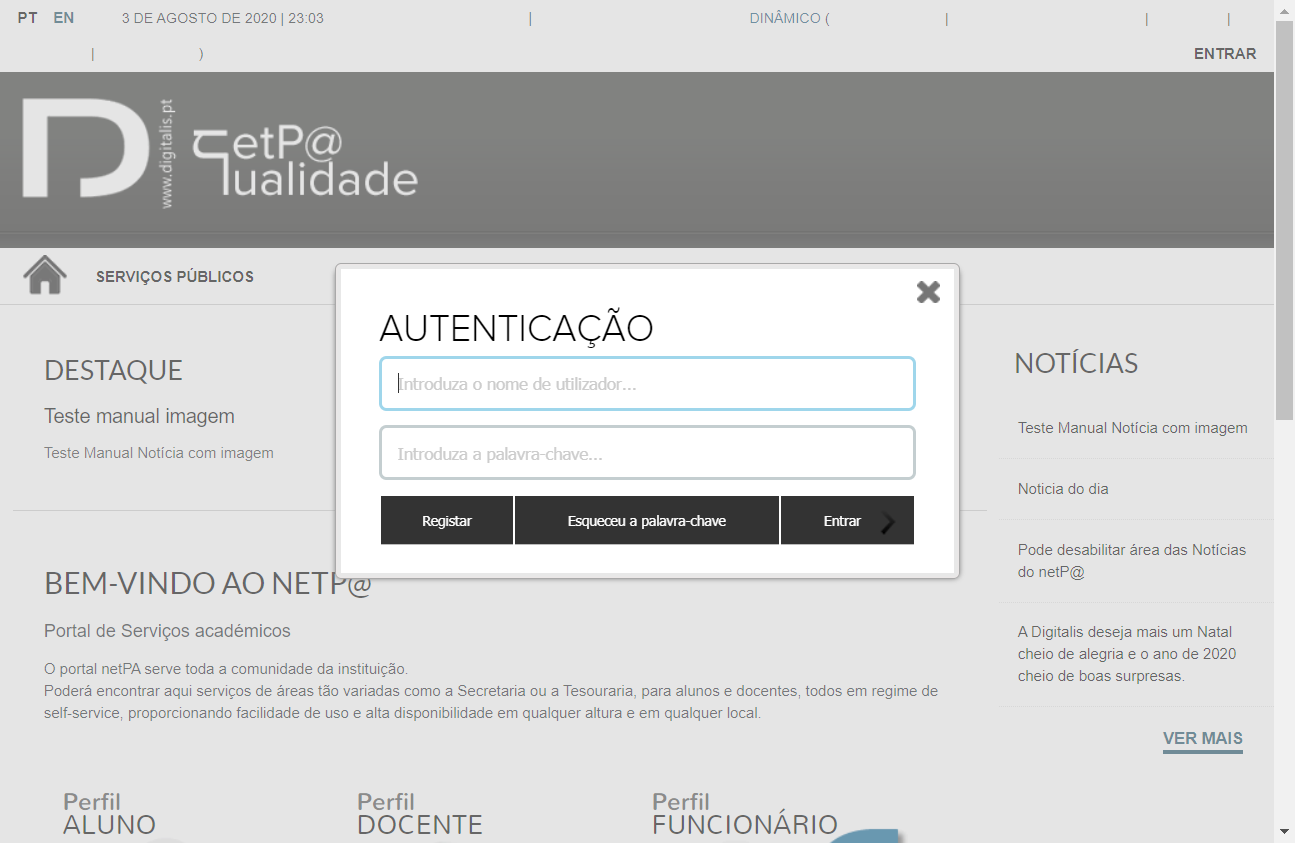 PT EN 3 DE AGOSTO DE 2020 | 23:03 | DINÂMICO ( | | |
| )
ENTRAR
www.digitalis.pt
netP@
qualidade
SERVIÇOS PÚBLICOS
AUTENTICAÇÃO
Introduza o nome de utilizador...
Introduza a palavra-chave...
Registar
Esqueceu a palavra-chave
Entrar
DESTAQUE
Teste manual imagem
Teste Manual Notícia com imagem
BEM-VINDO AO NETP@
Portal de Serviços académicos
O portal netPA serve toda a comunidade da instituição.
Poderá encontrar aqui serviços de áreas tão variadas como a Secretaria ou a Tesouraria, para alunos e docentes, todos em regime de
self-service, proporcionando facilidade de uso e alta disponibilidade em qualquer altura e em qualquer local.
NOTÍCIAS
Teste Manual Notícia com imagem
Noticia do dia
Pode desabilitar área das Notícias
do netP@
A Digitalis deseja mais um Natal
cheio de alegria e o ano de 2020
cheio de boas surpresas.
VER MAIS
Perfil
ALUNO
Perfil
DOCENTE
Perfil
FUNCIONÁRIO